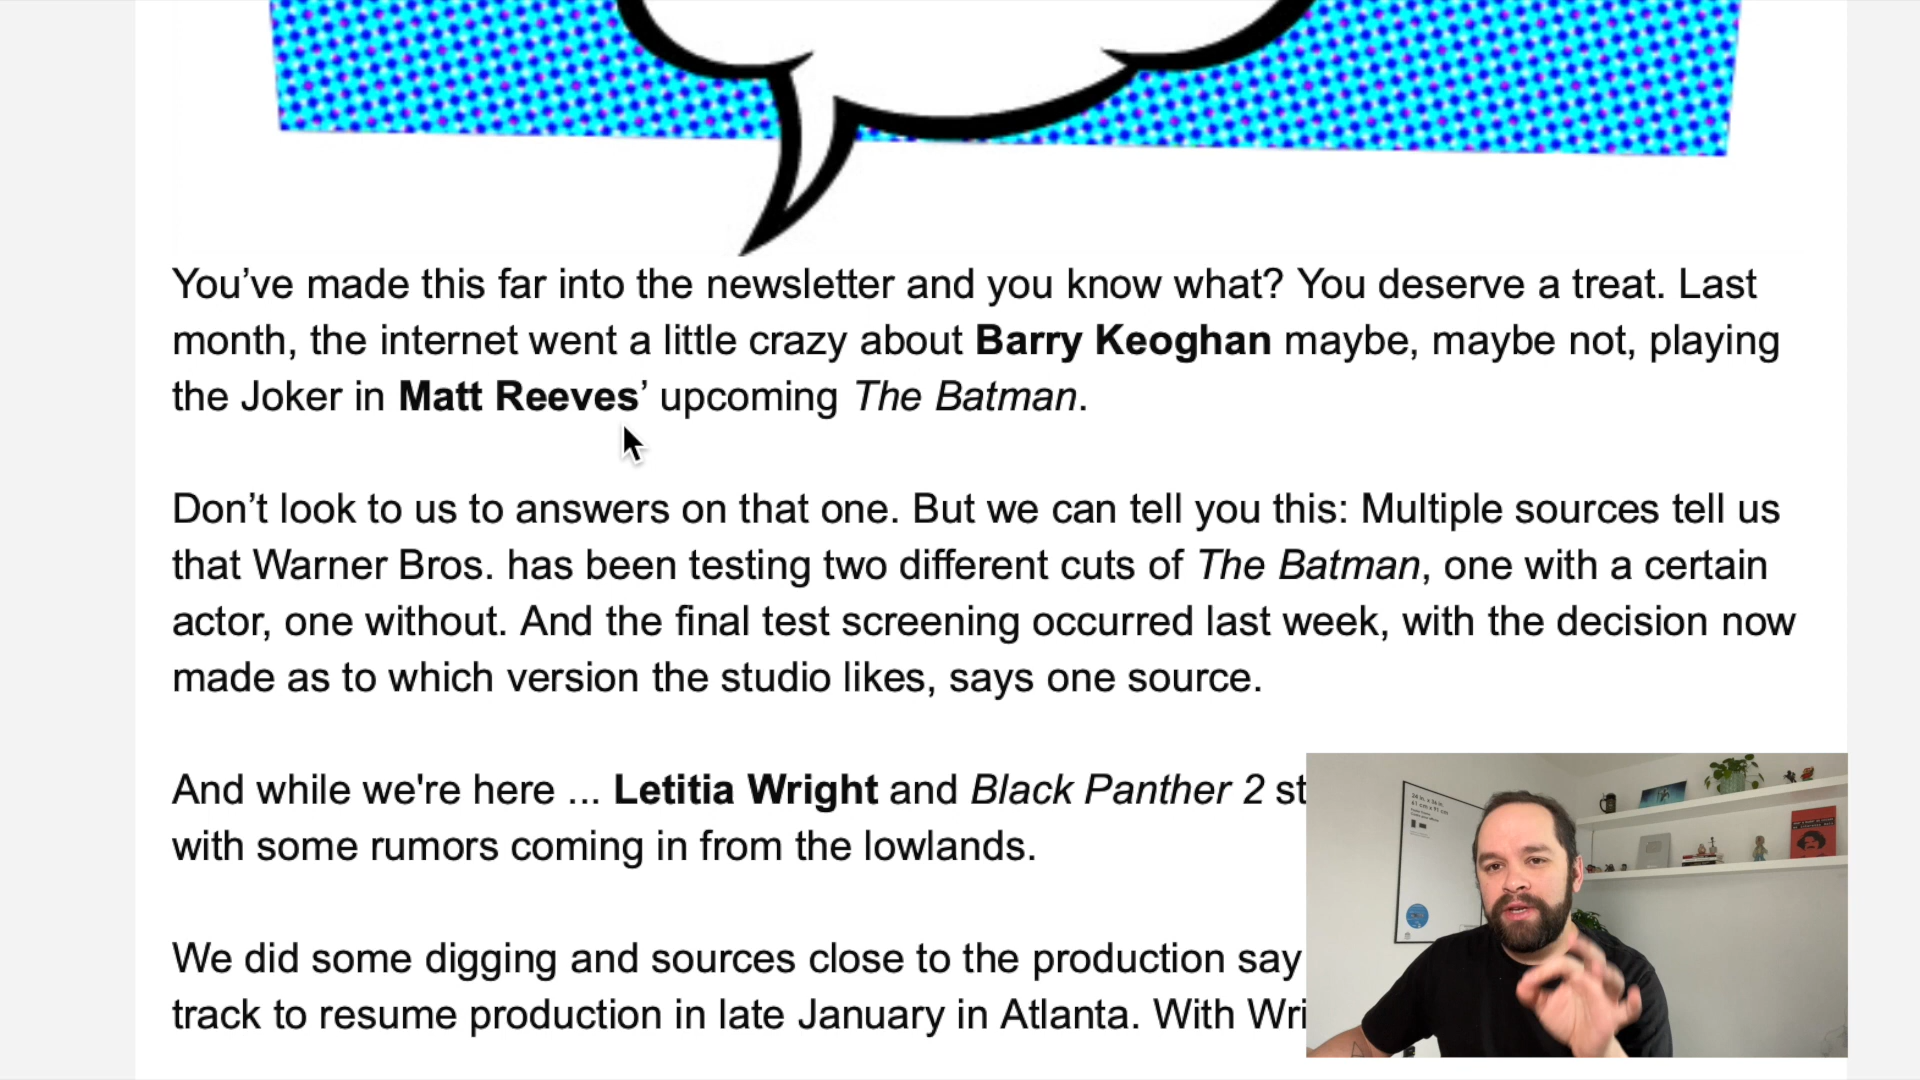 You’ve made this far into the newsletter and you know what? You deserve a treat. Last
month, the internet went a little crazy about Barry Keoghan maybe, maybe not, playing
the Joker in Matt Reeves’ upcoming The Batman.
Don’t look to us to answers on that one. But we can tell you this: Multiple sources tell us
that Warner Bros. has been testing two different cuts of The Batman, one with a certain
actor, one without. And the final test screening occurred last week, with the decision now
made as to which version the studio likes, says one source.
And while we're here ... Letitia Wright and Black Panther 2 st
with some rumors coming in from the lowlands.
We did some digging and sources close to the production say
track to resume production in late January in Atlanta. With Wri